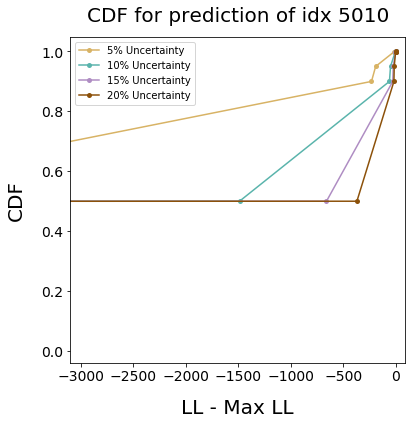 CDF for prediction of idx 5010
5% Uncertainty
10% Uncertainty
15% Uncertainty
20% Uncertainty
1.0
0.8
0.6
0.4
0.2
0.0
CDF
−3000 −2500 −2000 −1500 −1000 −500 0
LL - Max LL